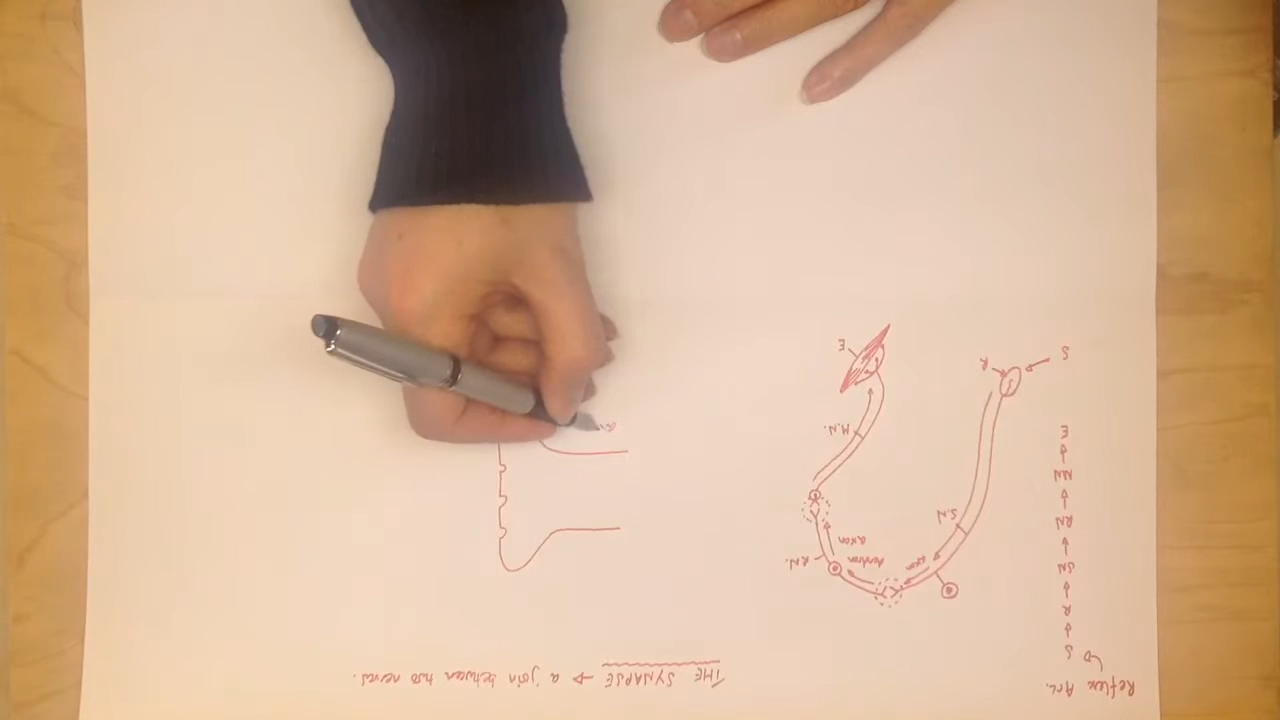 Reflex Arc.
S → R → SN → RN → MN → E
S
R
S.N
axon
dendron
axon
R.N.
M.N.
E
THE SYNAPSE → a join between two nerves.